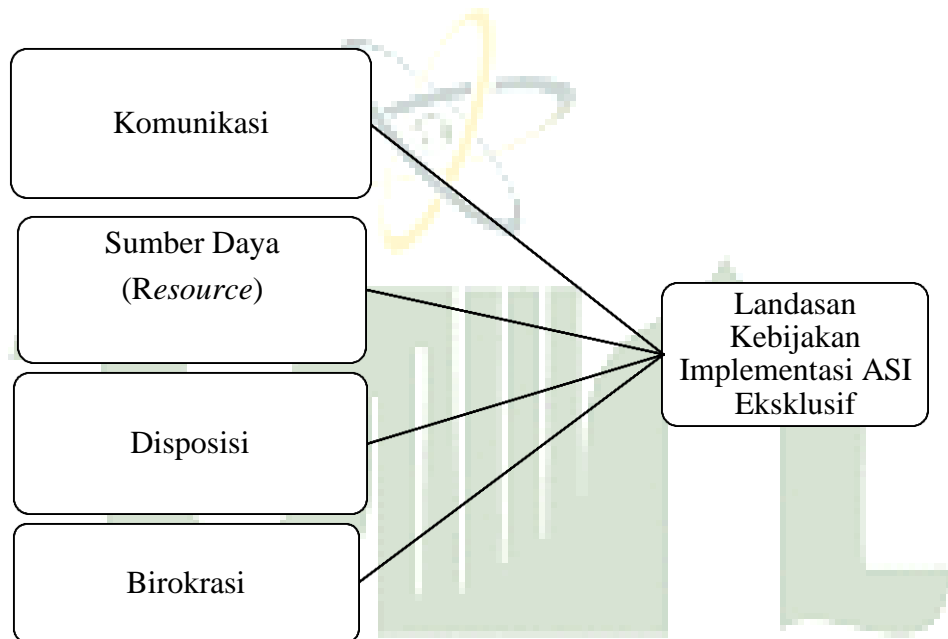 Komunikasi
Sumber Daya
(Resource)
Disposisi
Birokrasi
Landasan
Kebijakan
Implementasi ASI
Eksklusif